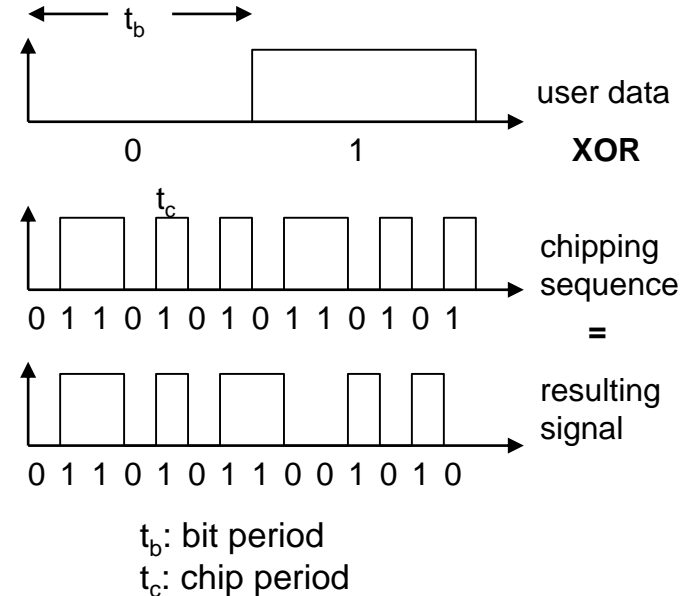 t_b
user data
0 1
XOR
t_c
chipping
sequence
0 1 1 0 1 0 1 0 1 1 0 1 0 1
=
resulting
signal
0 1 1 0 1 0 1 1 0 0 1 0 1 0
t_b: bit period
t_c: chip period